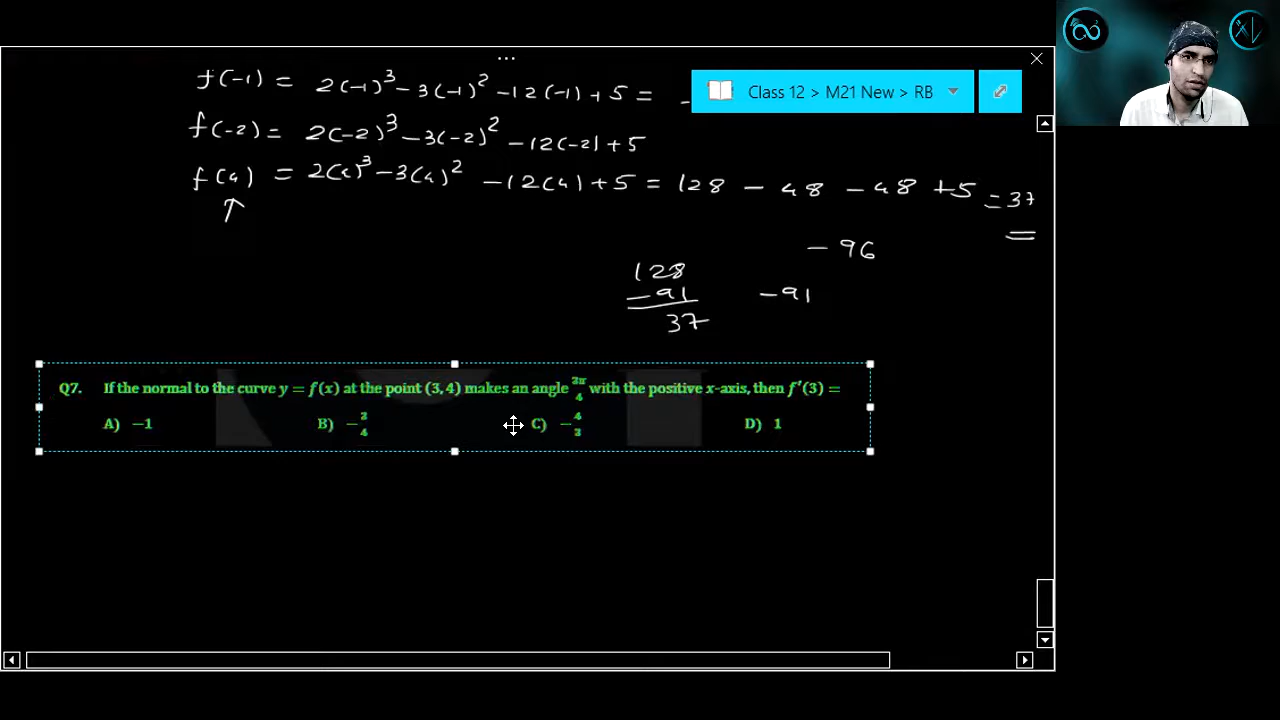 f(-1) = 2(-1)³ - 3(-1)² - 12(-1) + 5 = -
Class 12 > M21 New > RB
f(-2) = 2(-2)³ - 3(-2)² - 12(-2) + 5
f(4) = 2(4)³ - 3(4)² - 12(4) + 5 = 128 - 48 - 48 + 5 = 37
- 96
128
- 91 - 91
37
Q7. If the normal to the curve y = f(x) at the point (3, 4) makes an angle 3π/4 with the positive x-axis, then f'(3) =
A) -1 B) -3/4 C) -4/3 D) 1